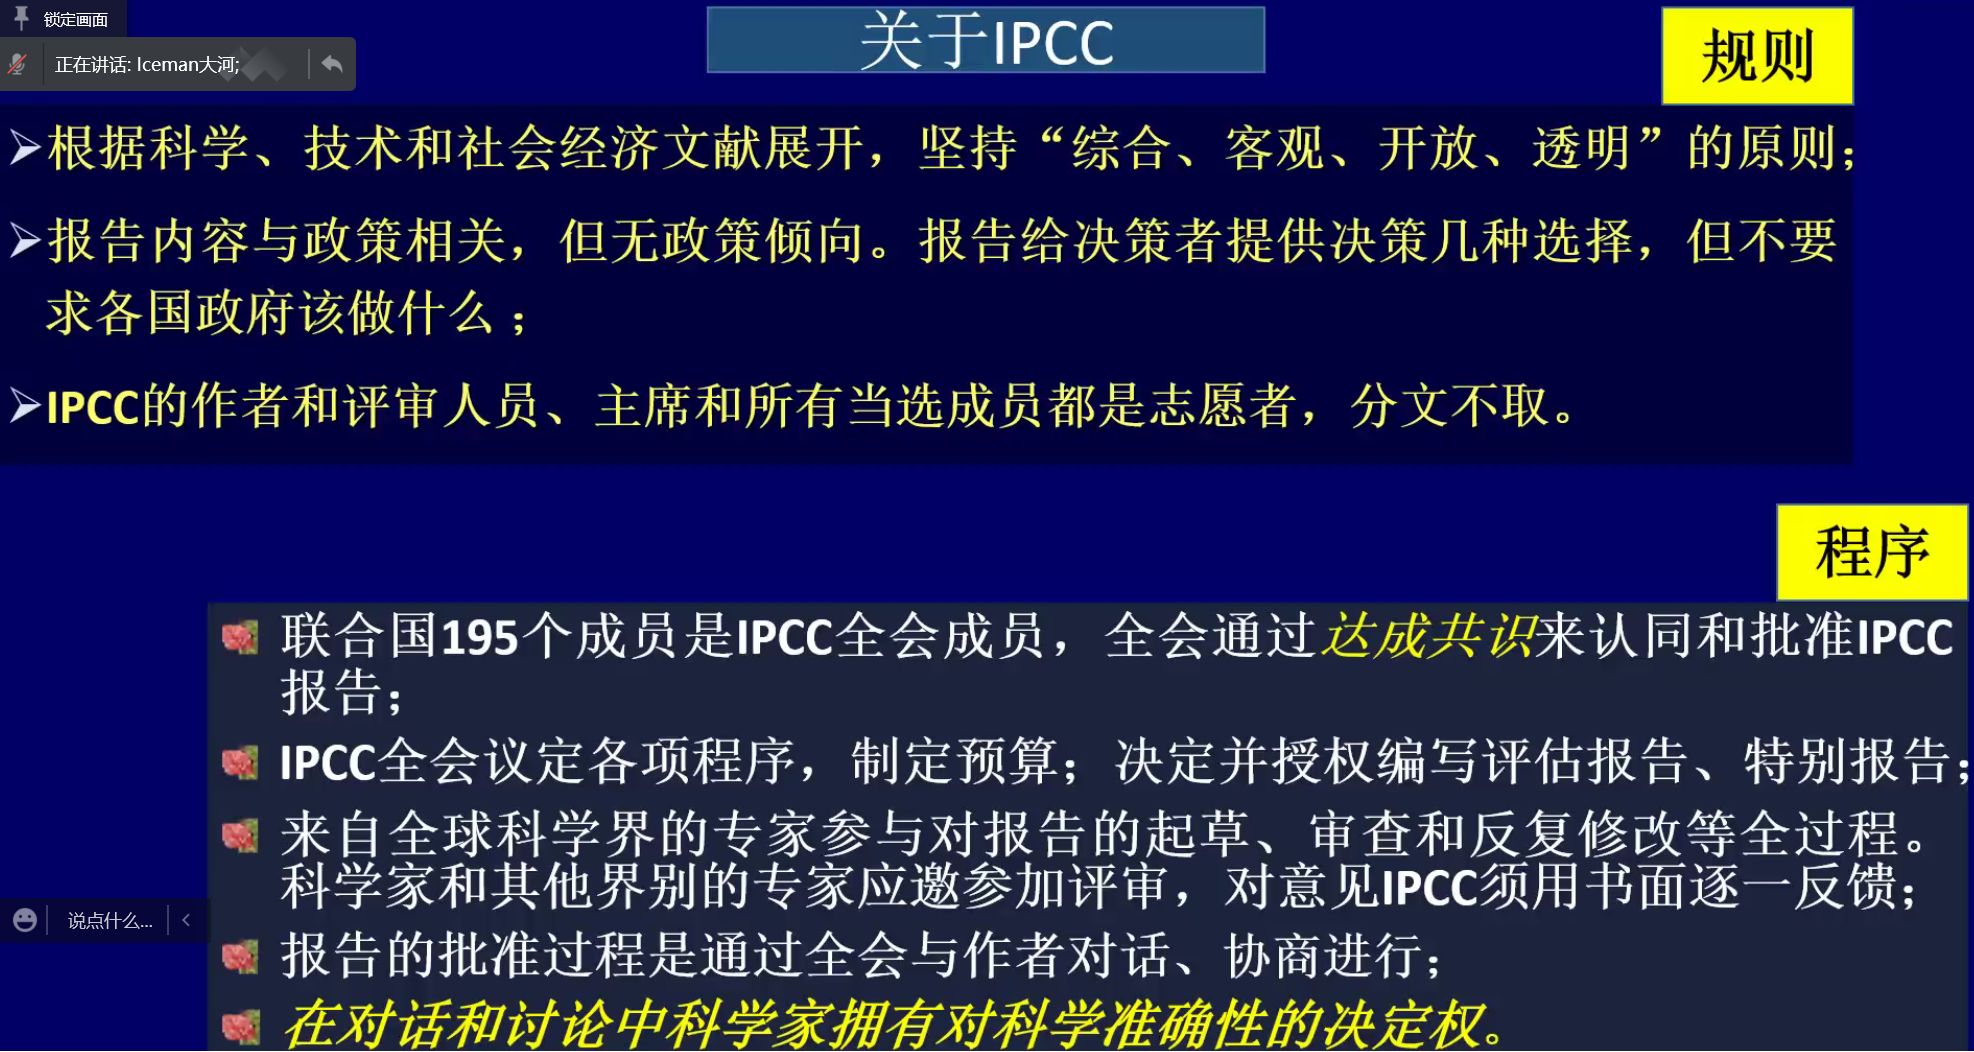 锁定画面
正在讲话: Iceman大河;
关于IPCC
规则
➢根据科学、技术和社会经济文献展开，坚持“综合、客观、开放、透明”的原则；
➢报告内容与政策相关，但无政策倾向。报告给决策者提供决策几种选择，但不要
求各国政府该做什么；
➢IPCC的作者和评审人员、主席和所有当选成员都是志愿者，分文不取。
程序
联合国195个成员是IPCC全会成员，全会通过达成共识来认同和批准IPCC
报告；
IPCC全会议定各项程序，制定预算；决定并授权编写评估报告、特别报告；
来自全球科学界的专家参与对报告的起草、审查和反复修改等全过程。
科学家和其他界别的专家应邀参加评审，对意见IPCC须用书面逐一反馈；
报告的批准过程是通过全会与作者对话、协商进行；
在对话和讨论中科学家拥有对科学准确性的决定权。
说点什么...